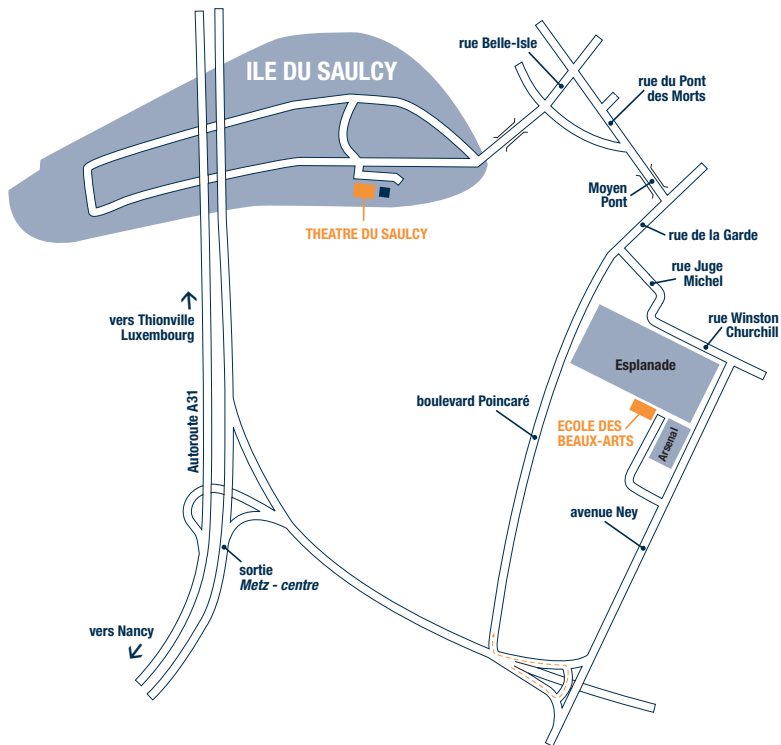 rue Belle-Isle
ILE DU SAULCY
rue du Pont
des Morts
Moyen
Pont
THEATRE DU SAULCY
rue de la Garde
rue Juge
Michel
vers Thionville
Luxembourg
rue Winston
Churchill
Esplanade
Autoroute A31
boulevard Poincaré
ECOLE DES
BEAUX-ARTS
Arsenal
avenue Ney
sortie
Metz - centre
vers Nancy